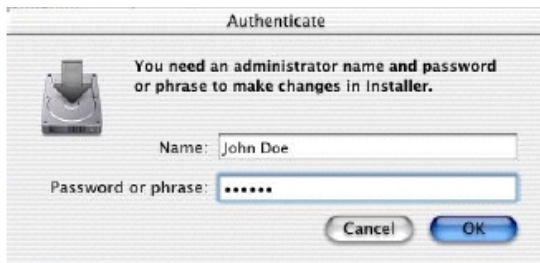 Authenticate
You need an administrator name and password
or phrase to make changes in Installer.
Name: John Doe
Password or phrase: ••••••
Cancel OK